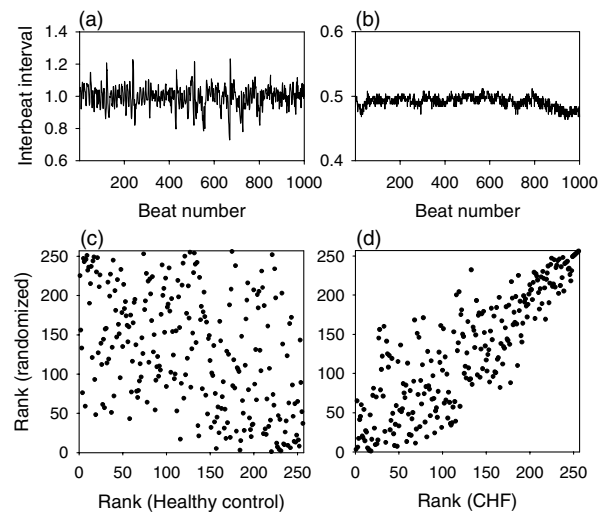 (a)
(b)
Interbeat interval
1.4
1.2
1.0
0.8
0.6
200 400 600 800 1000
Beat number
0.6
0.5
0.4
200 400 600 800 1000
Beat number
(c)
(d)
Rank (randomized)
250
200
150
100
50
0
0 50 100 150 200 250
Rank (Healthy control)
250
200
150
100
50
0
0 50 100 150 200 250
Rank (CHF)